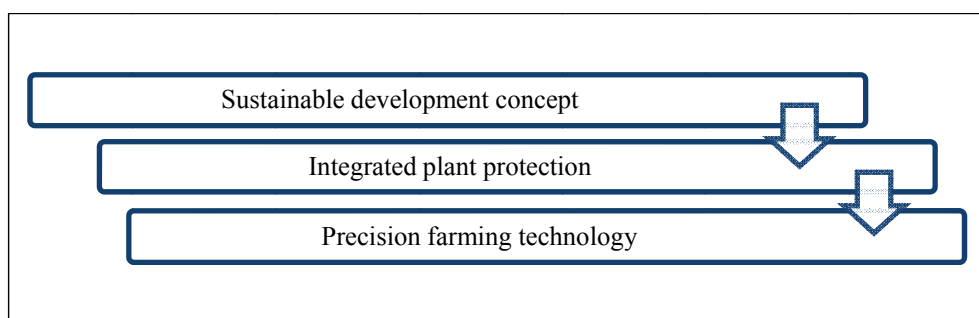 Sustainable development concept
Integrated plant protection
Precision farming technology